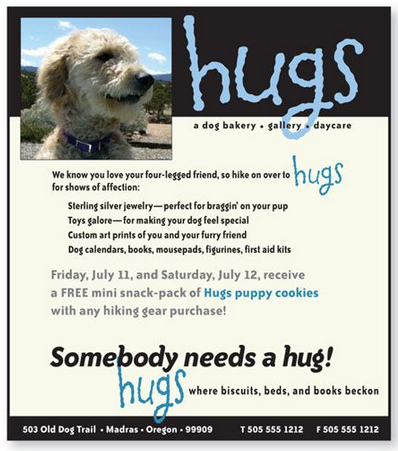 hugs
a dog bakery • gallery • daycare
We know you love your four-legged friend, so hike on over to hugs
for shows of affection:
Sterling silver jewelry—perfect for braggin' on your pup
Toys galore—for making your dog feel special
Custom art prints of you and your furry friend
Dog calendars, books, mousepads, figurines, first aid kits
Friday, July 11, and Saturday, July 12, receive
a FREE mini snack-pack of Hugs puppy cookies
with any hiking gear purchase!
Somebody needs a hug!
hugs where biscuits, beds, and books beckon
503 Old Dog Trail • Madras • Oregon • 99909 T 505 555 1212 F 505 555 1212